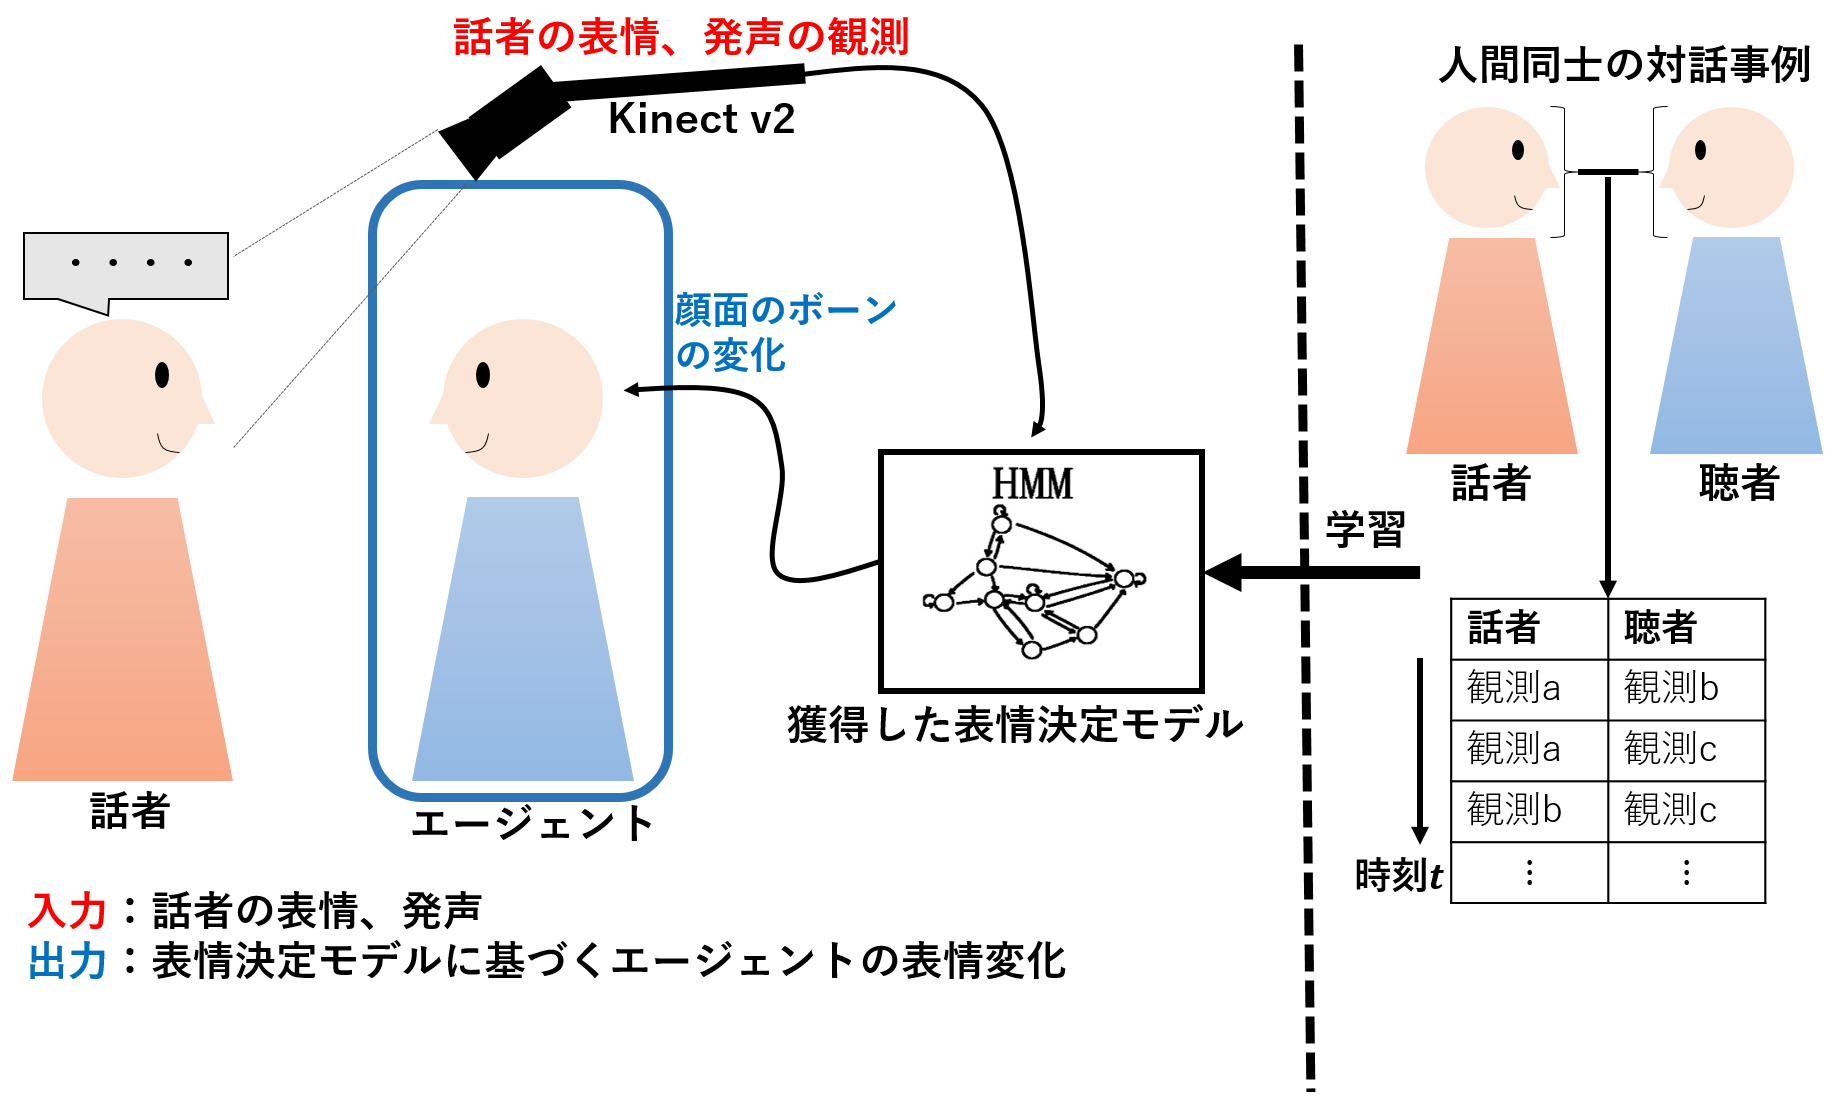 話者の表情、発声の観測
Kinect v2
・・・・
顔面のボーン
の変化
話者
エージェント
HMM
獲得した表情決定モデル
入力：話者の表情、発声
出力：表情決定モデルに基づくエージェントの表情変化
人間同士の対話事例
話者
聴者
学習
話者 聴者
観測a 観測b
観測a 観測c
観測b 観測c
⋮ ⋮
時刻t